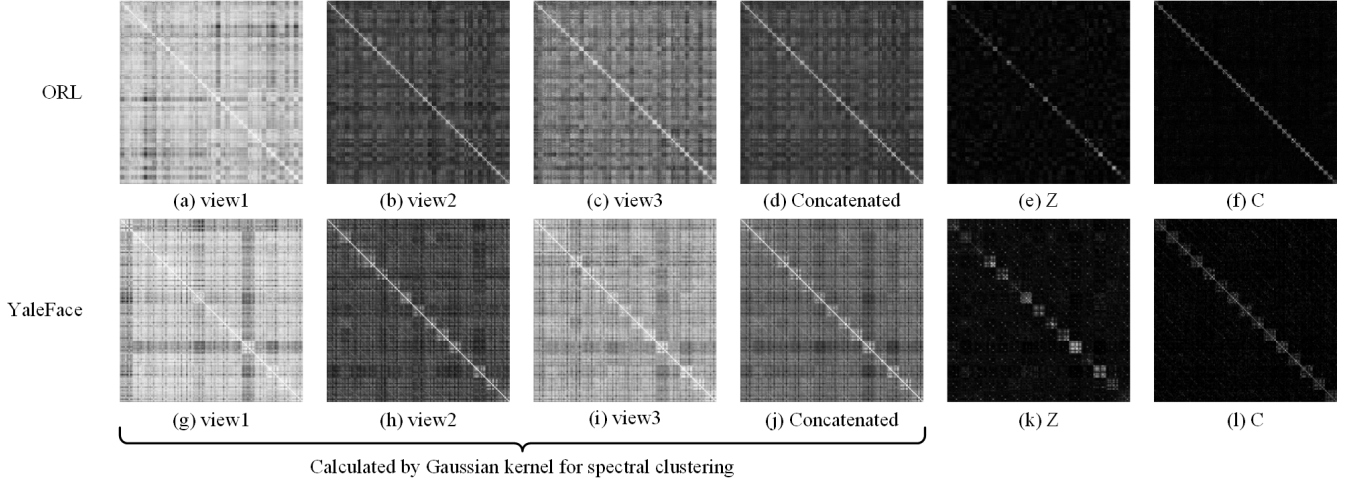 ORL
(a) view1
(b) view2
(c) view3
(d) Concatenated
(e) Z
(f) C
YaleFace
(g) view1
(h) view2
(i) view3
(j) Concatenated
(k) Z
(l) C
Calculated by Gaussian kernel for spectral clustering